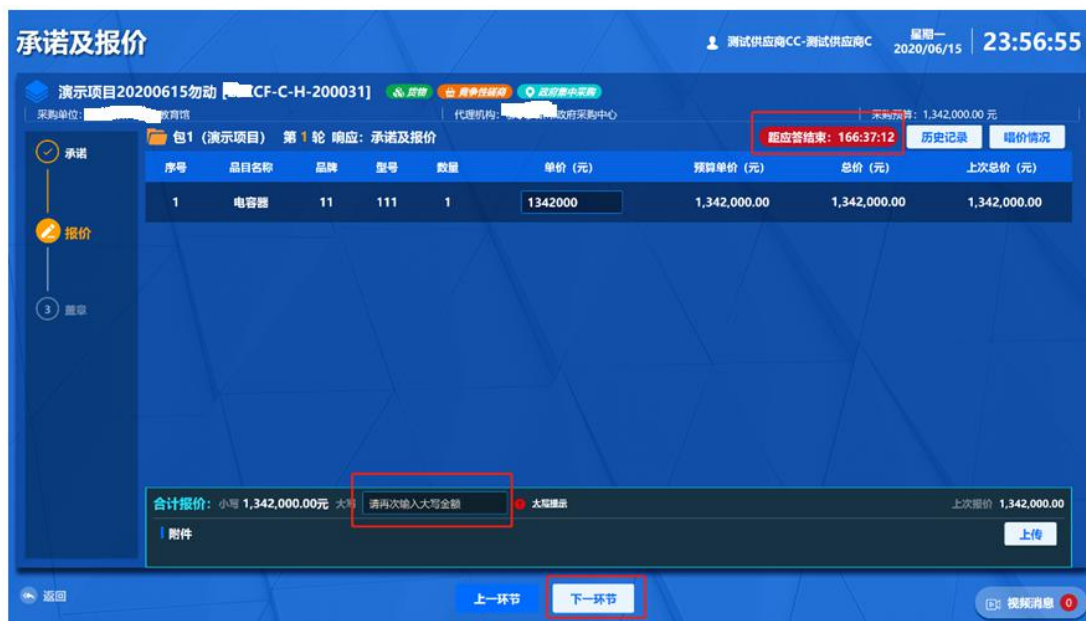 承诺及报价
测试供应商CC-测试供应商C 星期一 2020/06/15 23:56:55
演示项目20200615勿动 [ CF-C-H-200031] 货物 竞争性磋商 政府集中采购
采购单位: 教育馆 代理机构: 政府采购中心 采购预算: 1,342,000.00 元
承诺
包1 (演示项目) 第 1 轮 响应: 承诺及报价 距应答结束: 166:37:12 历史记录 唱价情况
序号 品目名称 品牌 型号 数量 单价 (元) 预算单价 (元) 总价 (元) 上次总价 (元)
1 电容器 11 111 1 1342000 1,342,000.00 1,342,000.00 1,342,000.00
报价
3 盖章
合计报价: 小写 1,342,000.00元 大写 请再次输入大写金额 大写提示 上次报价 1,342,000.00
附件 上传
返回 上一环节 下一环节 视频消息 0